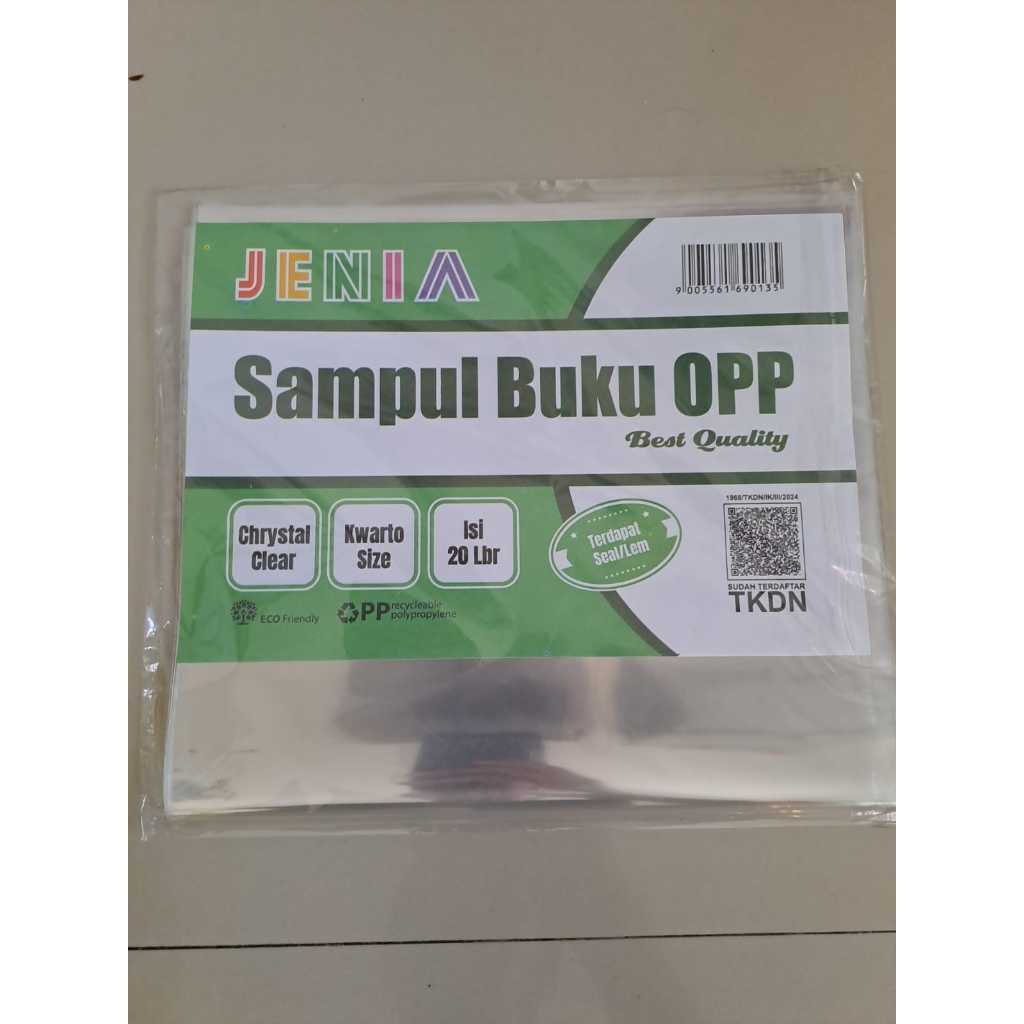 JENIA
9 005561 690135
Sampul Buku OPP
Best Quality
Chrystal
Clear
Kwarto
Size
Isi
20 Lbr
Terdapat
Seal/Lem
1968/TKDN/IK/III/2024
SUDAH TERDAFTAR
TKDN
ECO Friendly
PP recycleable
polypropylene